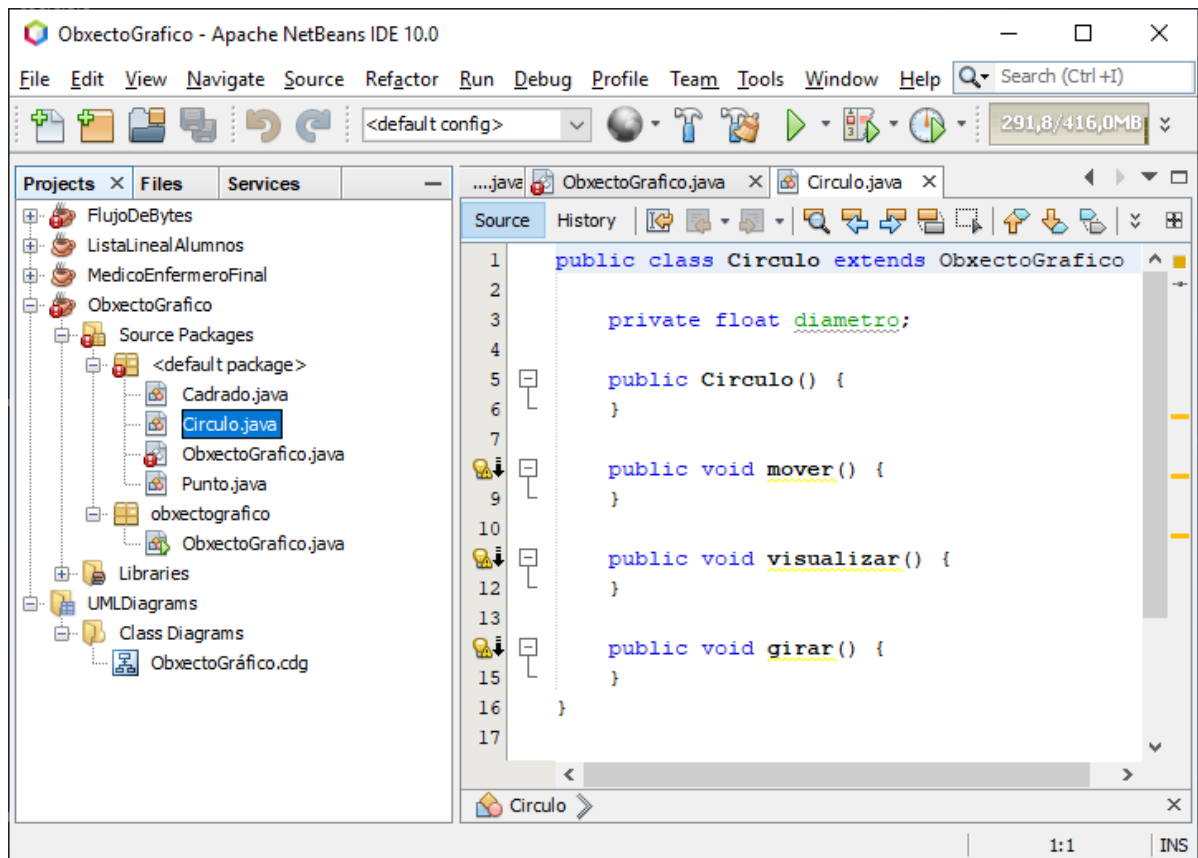 ObxectoGrafico - Apache NetBeans IDE 10.0
File Edit View Navigate Source Refactor Run Debug Profile Team Tools Window Help Search (Ctrl+I)
<default config> 291,8/416,0MB
Projects Files Services
FlujoDeBytes
ListaLinealAlumnos
MedicoEnfermeroFinal
ObxectoGrafico
Source Packages
<default package>
Cadrado.java
Circulo.java
ObxectoGrafico.java
Punto.java
obxectografico
ObxectoGrafico.java
Libraries
UMLDiagrams
Class Diagrams
ObxectoGráfico.cdg
....java ObxectoGrafico.java Circulo.java
Source History
1 public class Circulo extends ObxectoGrafico
2
3 private float diametro;
4
5 public Circulo() {
6 }
7
public void mover() {
9 }
10
public void visualizar() {
12 }
13
public void girar() {
15 }
16 }
17
Circulo
1:1 INS